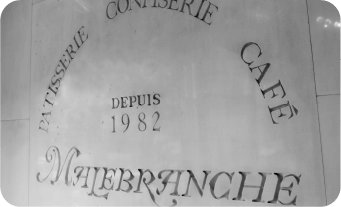 PATISSERIE CONFISERIE CAFÉ
DEPUIS
1982
MALEBRANCHE